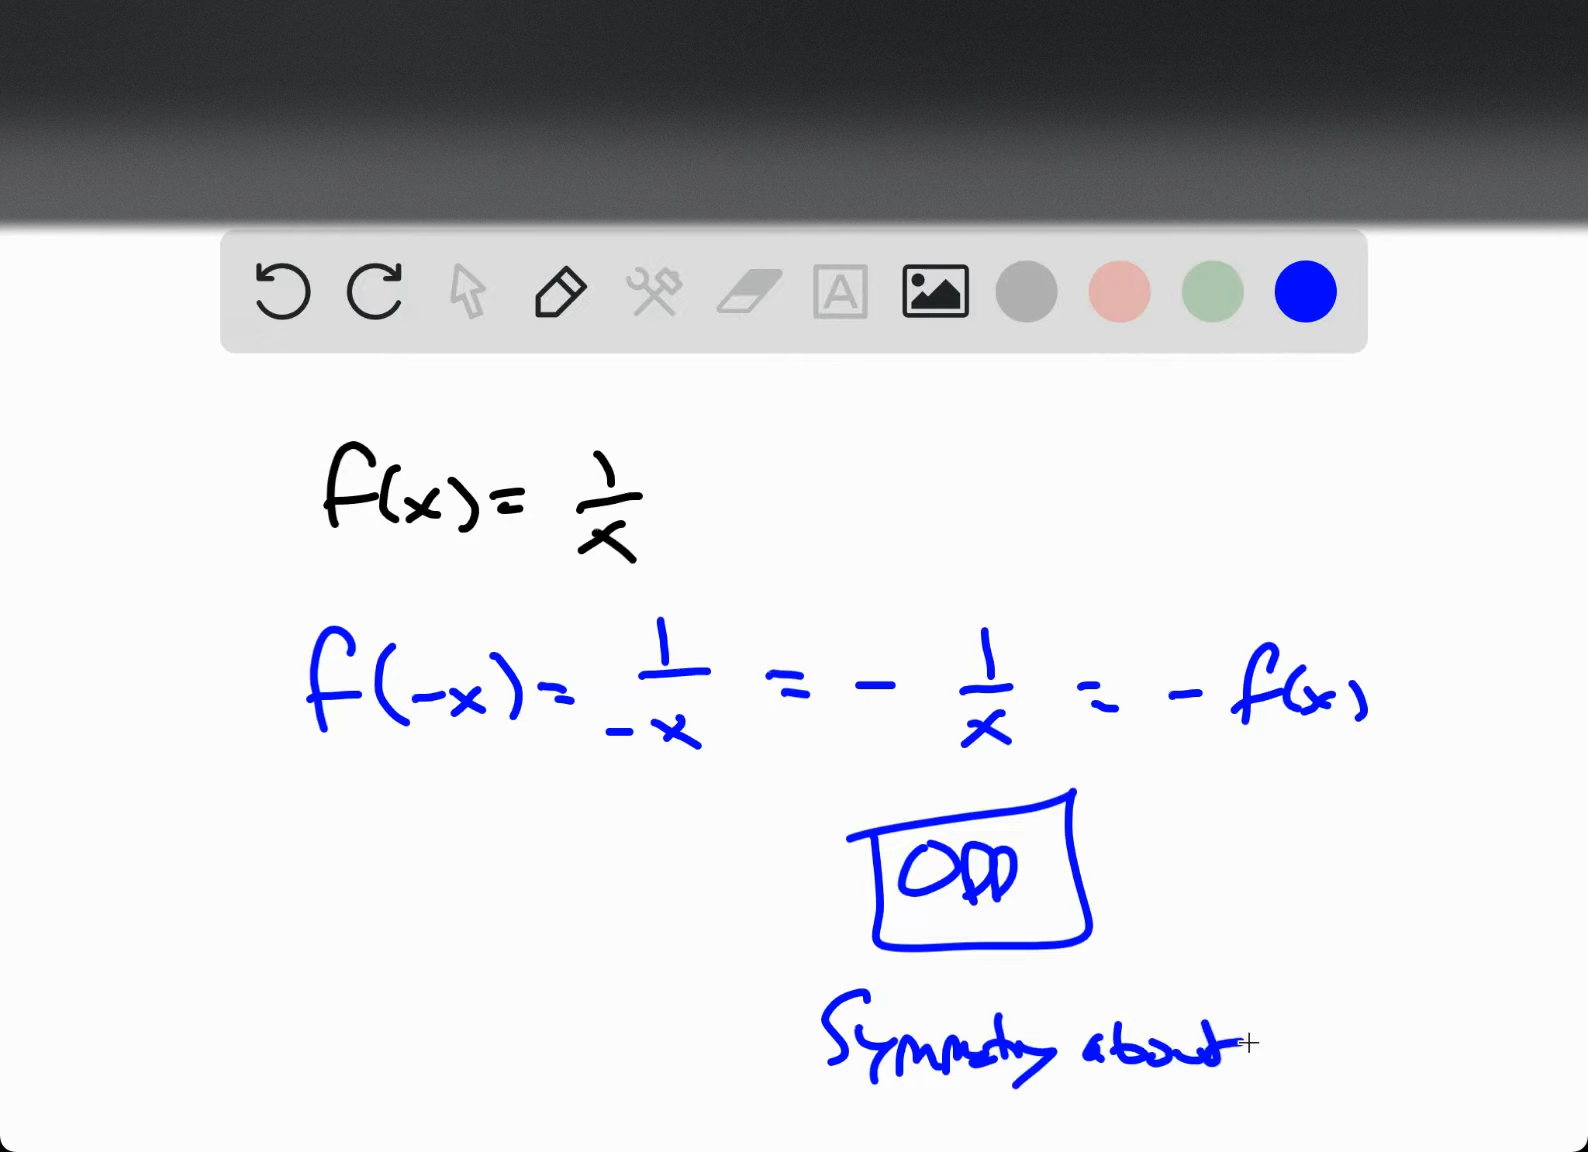 A
f(x) = 1/x
f(-x) = 1/-x = - 1/x = - f(x)
ODD
Symmetry about